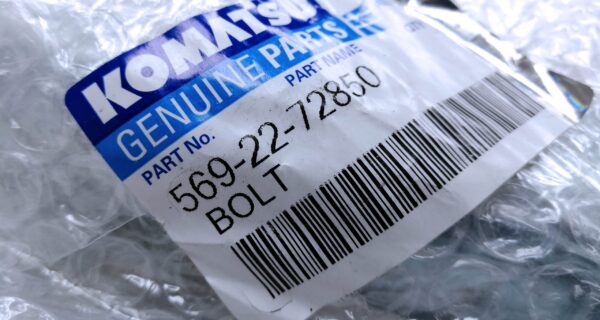 KOMATSU
GENUINE PARTS
PART No. PART NAME
569-22-72850
BOLT